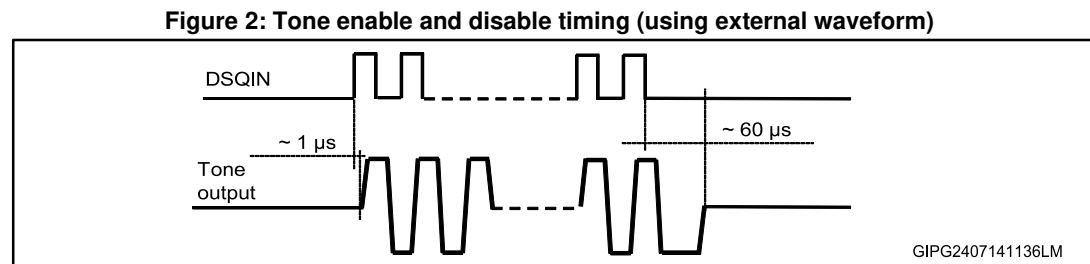 Figure 2: Tone enable and disable timing (using external waveform)
DSQIN
~ 1 µs
~ 60 µs
Tone
output
GIPG2407141136LM